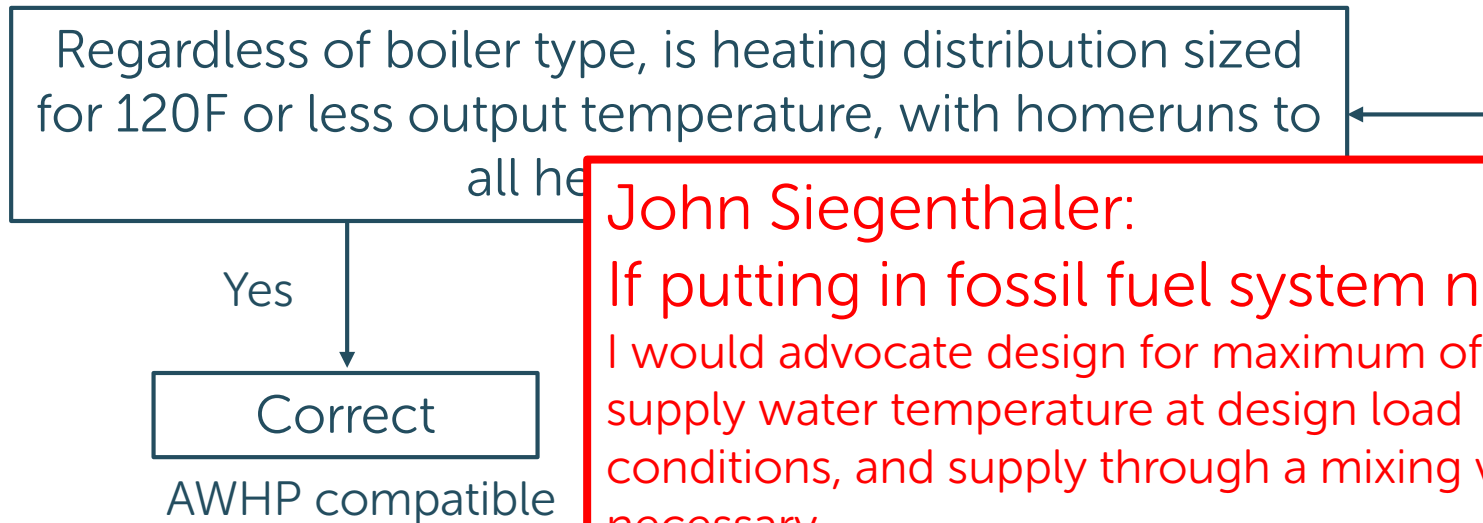 Regardless of boiler type, is heating distribution sized
for 120F or less output temperature, with homeruns to
all he
Yes
Correct
AWHP compatible
John Siegenthaler:
If putting in fossil fuel system n
I would advocate design for maximum of
supply water temperature at design load
conditions, and supply through a mixing v
necessary